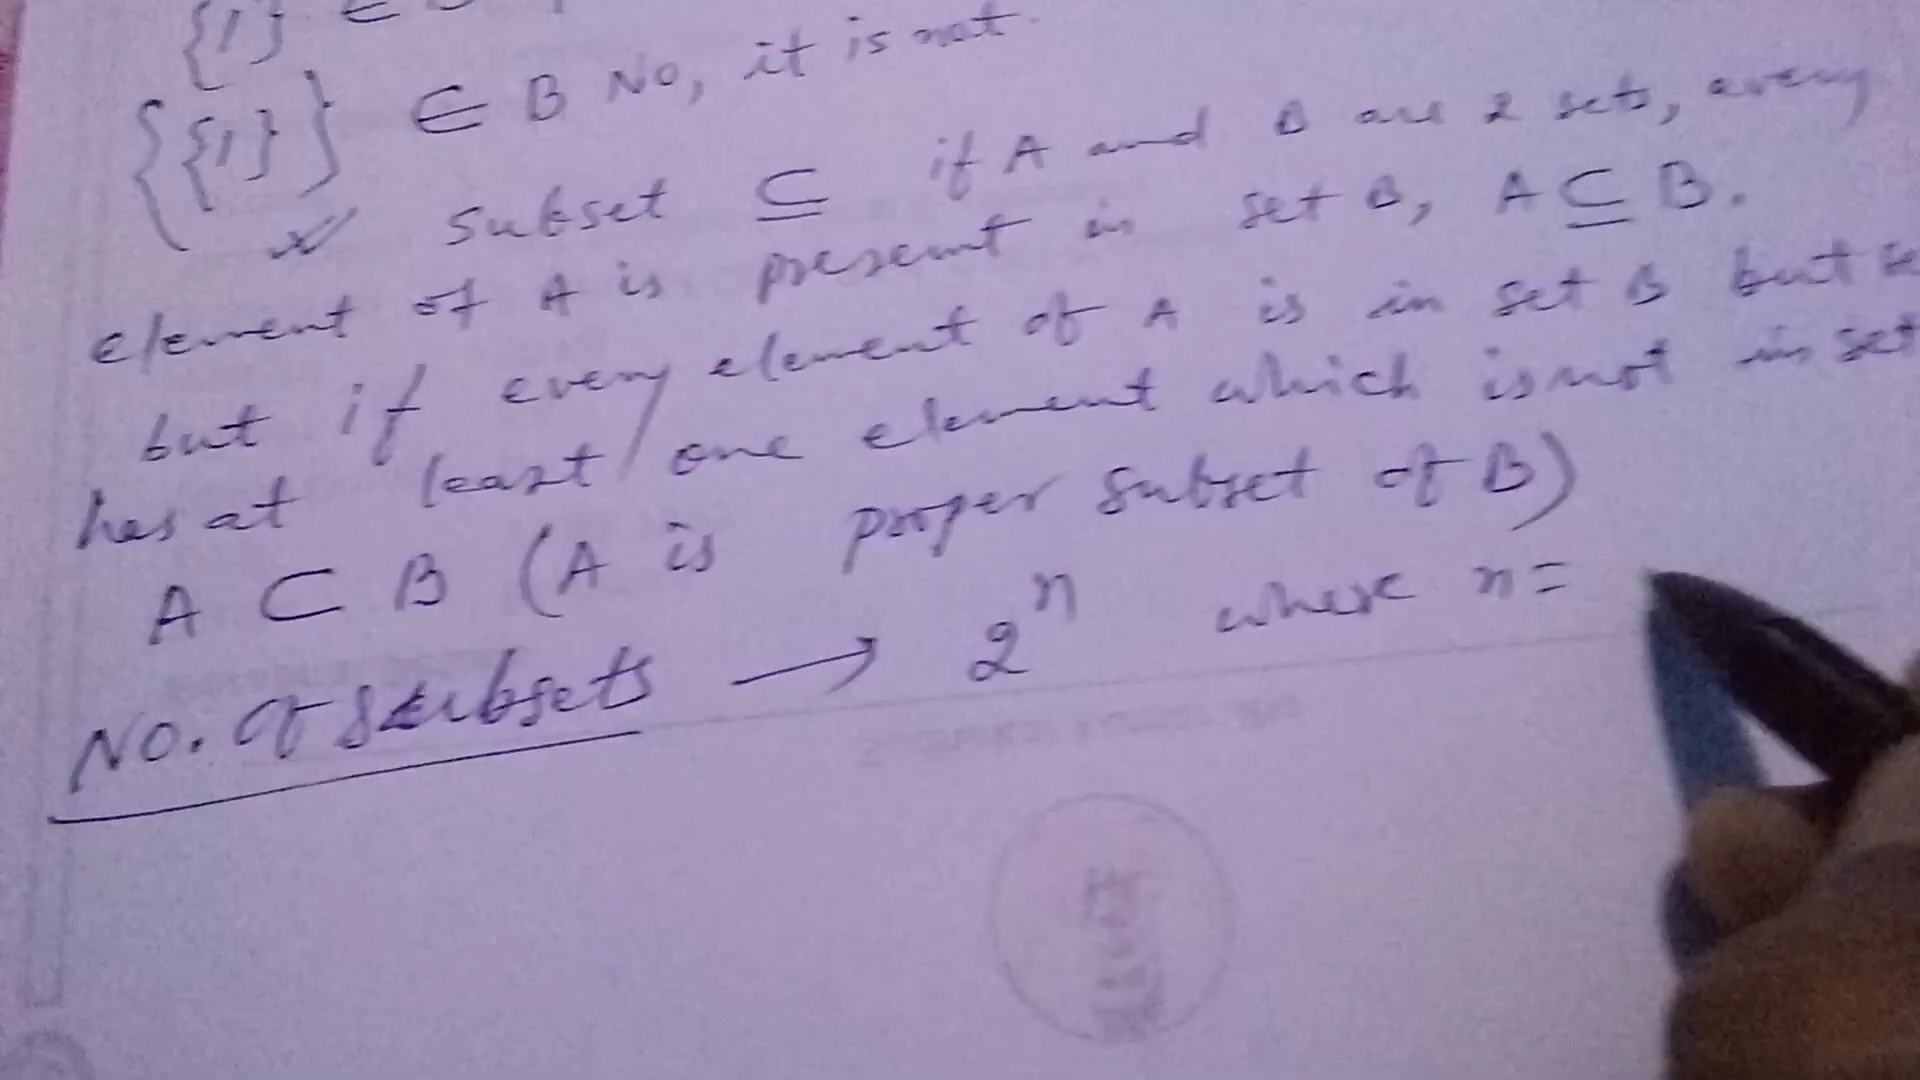 {1} ∈
{{1}} ∈ B No, it is not.
subset ⊆ if A and B are 2 sets, every
element of A is present in set B, A ⊆ B.
but if every element of A is in set B but
has at least one element which is not in set
A ⊂ B (A is proper subset of B)
No. of subsets → 2^n where n =